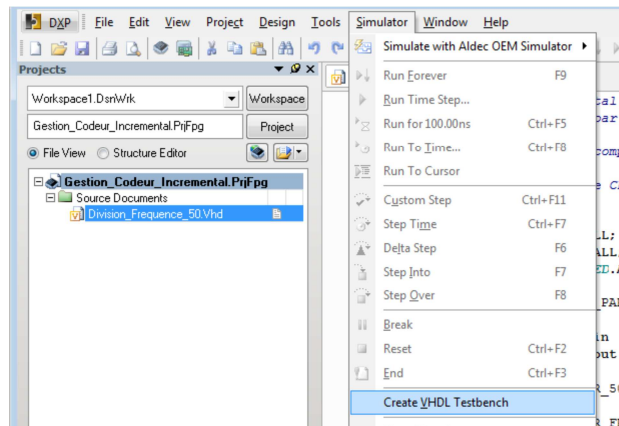 DXP File Edit View Project Design Tools Simulator Window Help
Projects
Workspace1.DsnWrk Workspace
Gestion_Codeur_Incremental.PrjFpg Project
File View Structure Editor
Gestion_Codeur_Incremental.PrjFpg
Source Documents
Division_Frequence_50.Vhd
Simulate with Aldec OEM Simulator
Run Forever F9
Run Time Step...
Run for 100.00ns Ctrl+F5
Run To Time... Ctrl+F8
Run To Cursor
Custom Step Ctrl+F11
Step Time Ctrl+F7
Delta Step F6
Step Into F7
Step Over F8
Break
Reset Ctrl+F2
End Ctrl+F3
Create VHDL Testbench